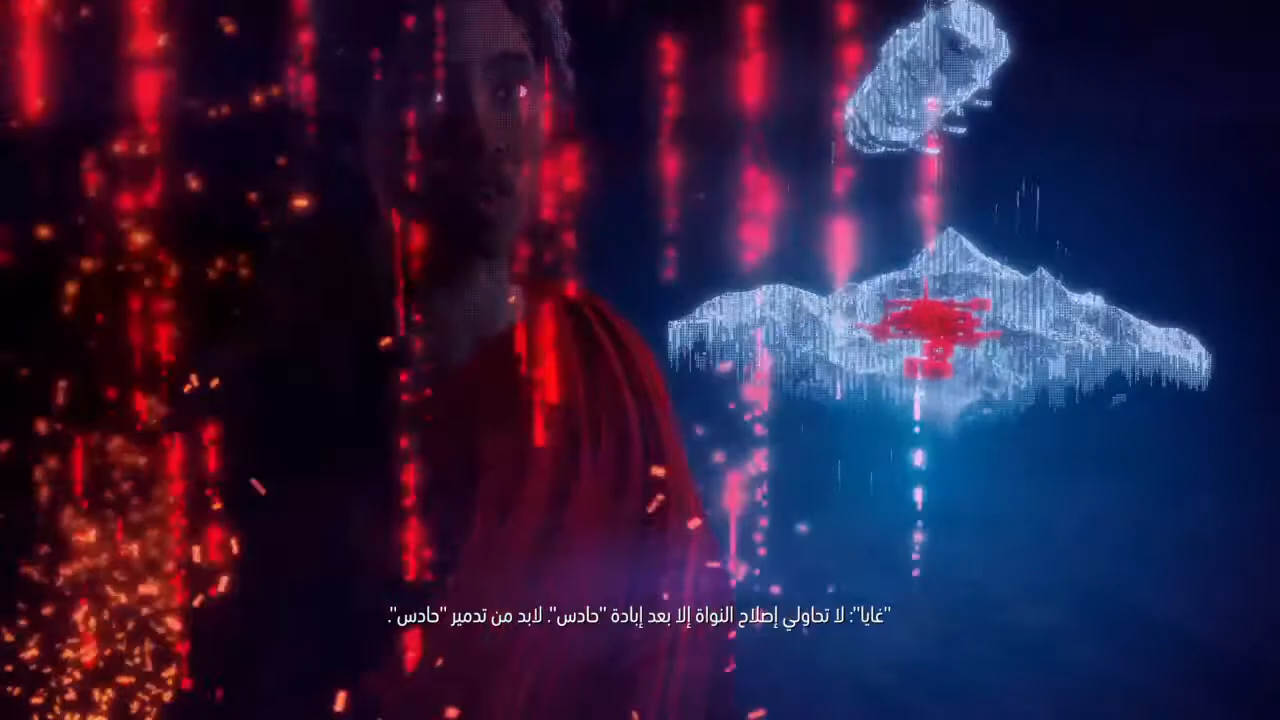 "غايا": لا تحاولي إصلاح النواة إلا بعد إبادة "حادس". لابد من تدمير "حادس".